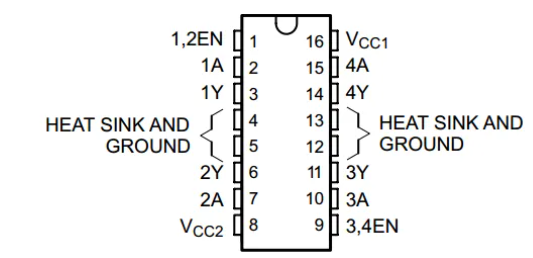 1,2EN 1 16 VCC1
1A 2 15 4A
1Y 3 14 4Y
HEAT SINK AND 4 13 HEAT SINK AND
GROUND 5 12 GROUND
2Y 6 11 3Y
2A 7 10 3A
VCC2 8 9 3,4EN